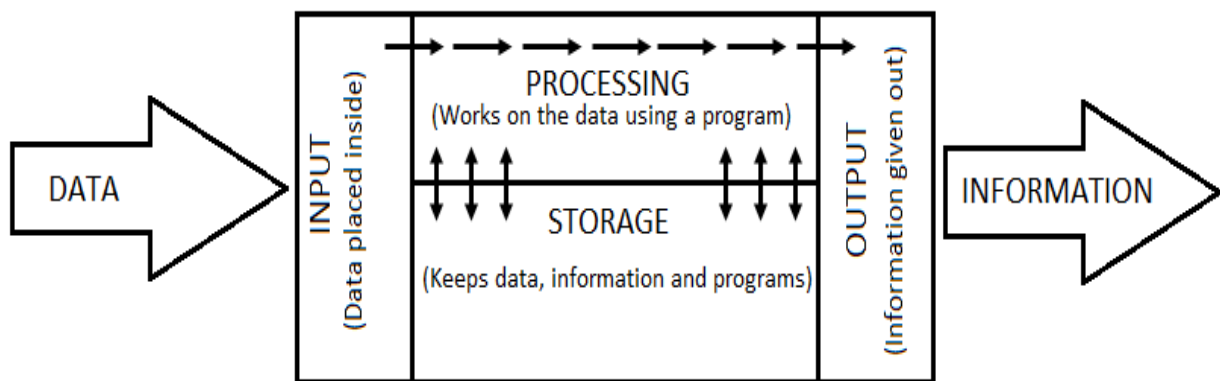 DATA
INPUT
(Data placed inside)
PROCESSING
(Works on the data using a program)
STORAGE
(Keeps data, information and programs)
OUTPUT
(Information given out)
INFORMATION